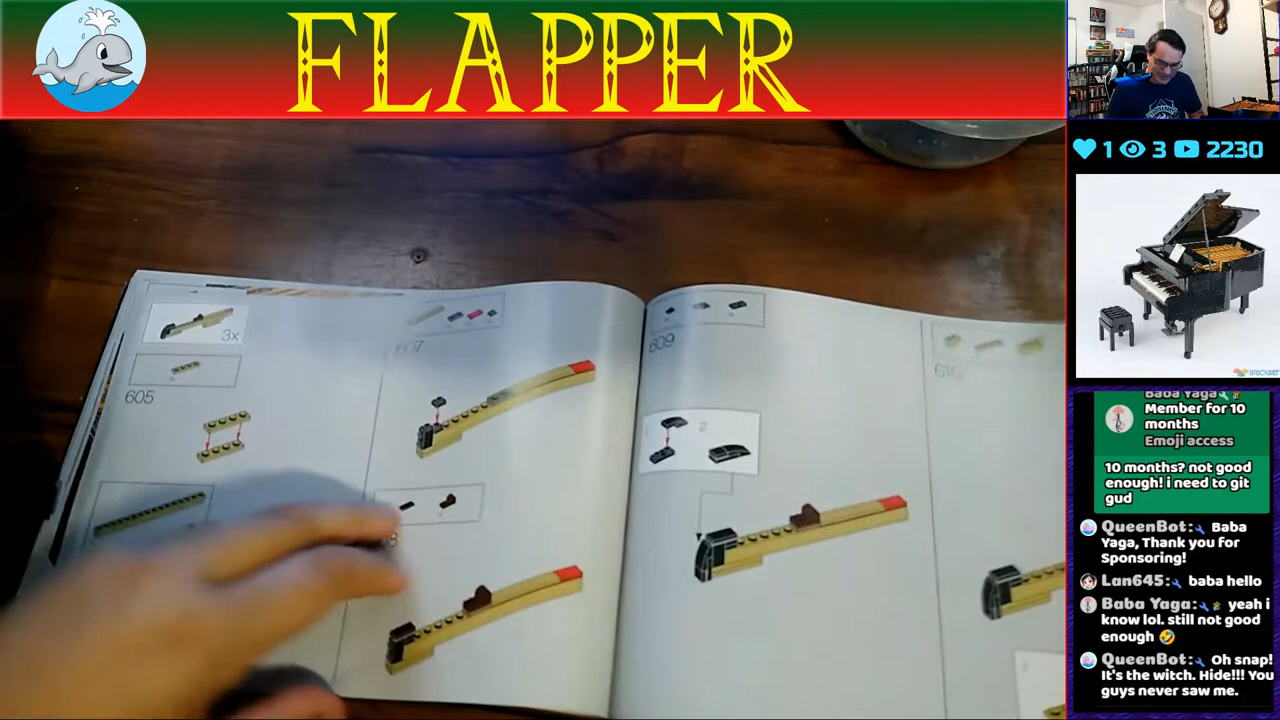 FLAPPER
1 3 2230
3x
605
607
609
2
610
BRICKSET
Baba Yaga
Member for 10
months
Emoji access
10 months? not good
enough! i need to git
gud
QueenBot: Baba
Yaga, Thank you for
Sponsoring!
Lan645: baba hello
Baba Yaga: yeah i
know lol. still not good
enough 🤣
QueenBot: Oh snap!
It's the witch. Hide!!! You
guys never saw me.